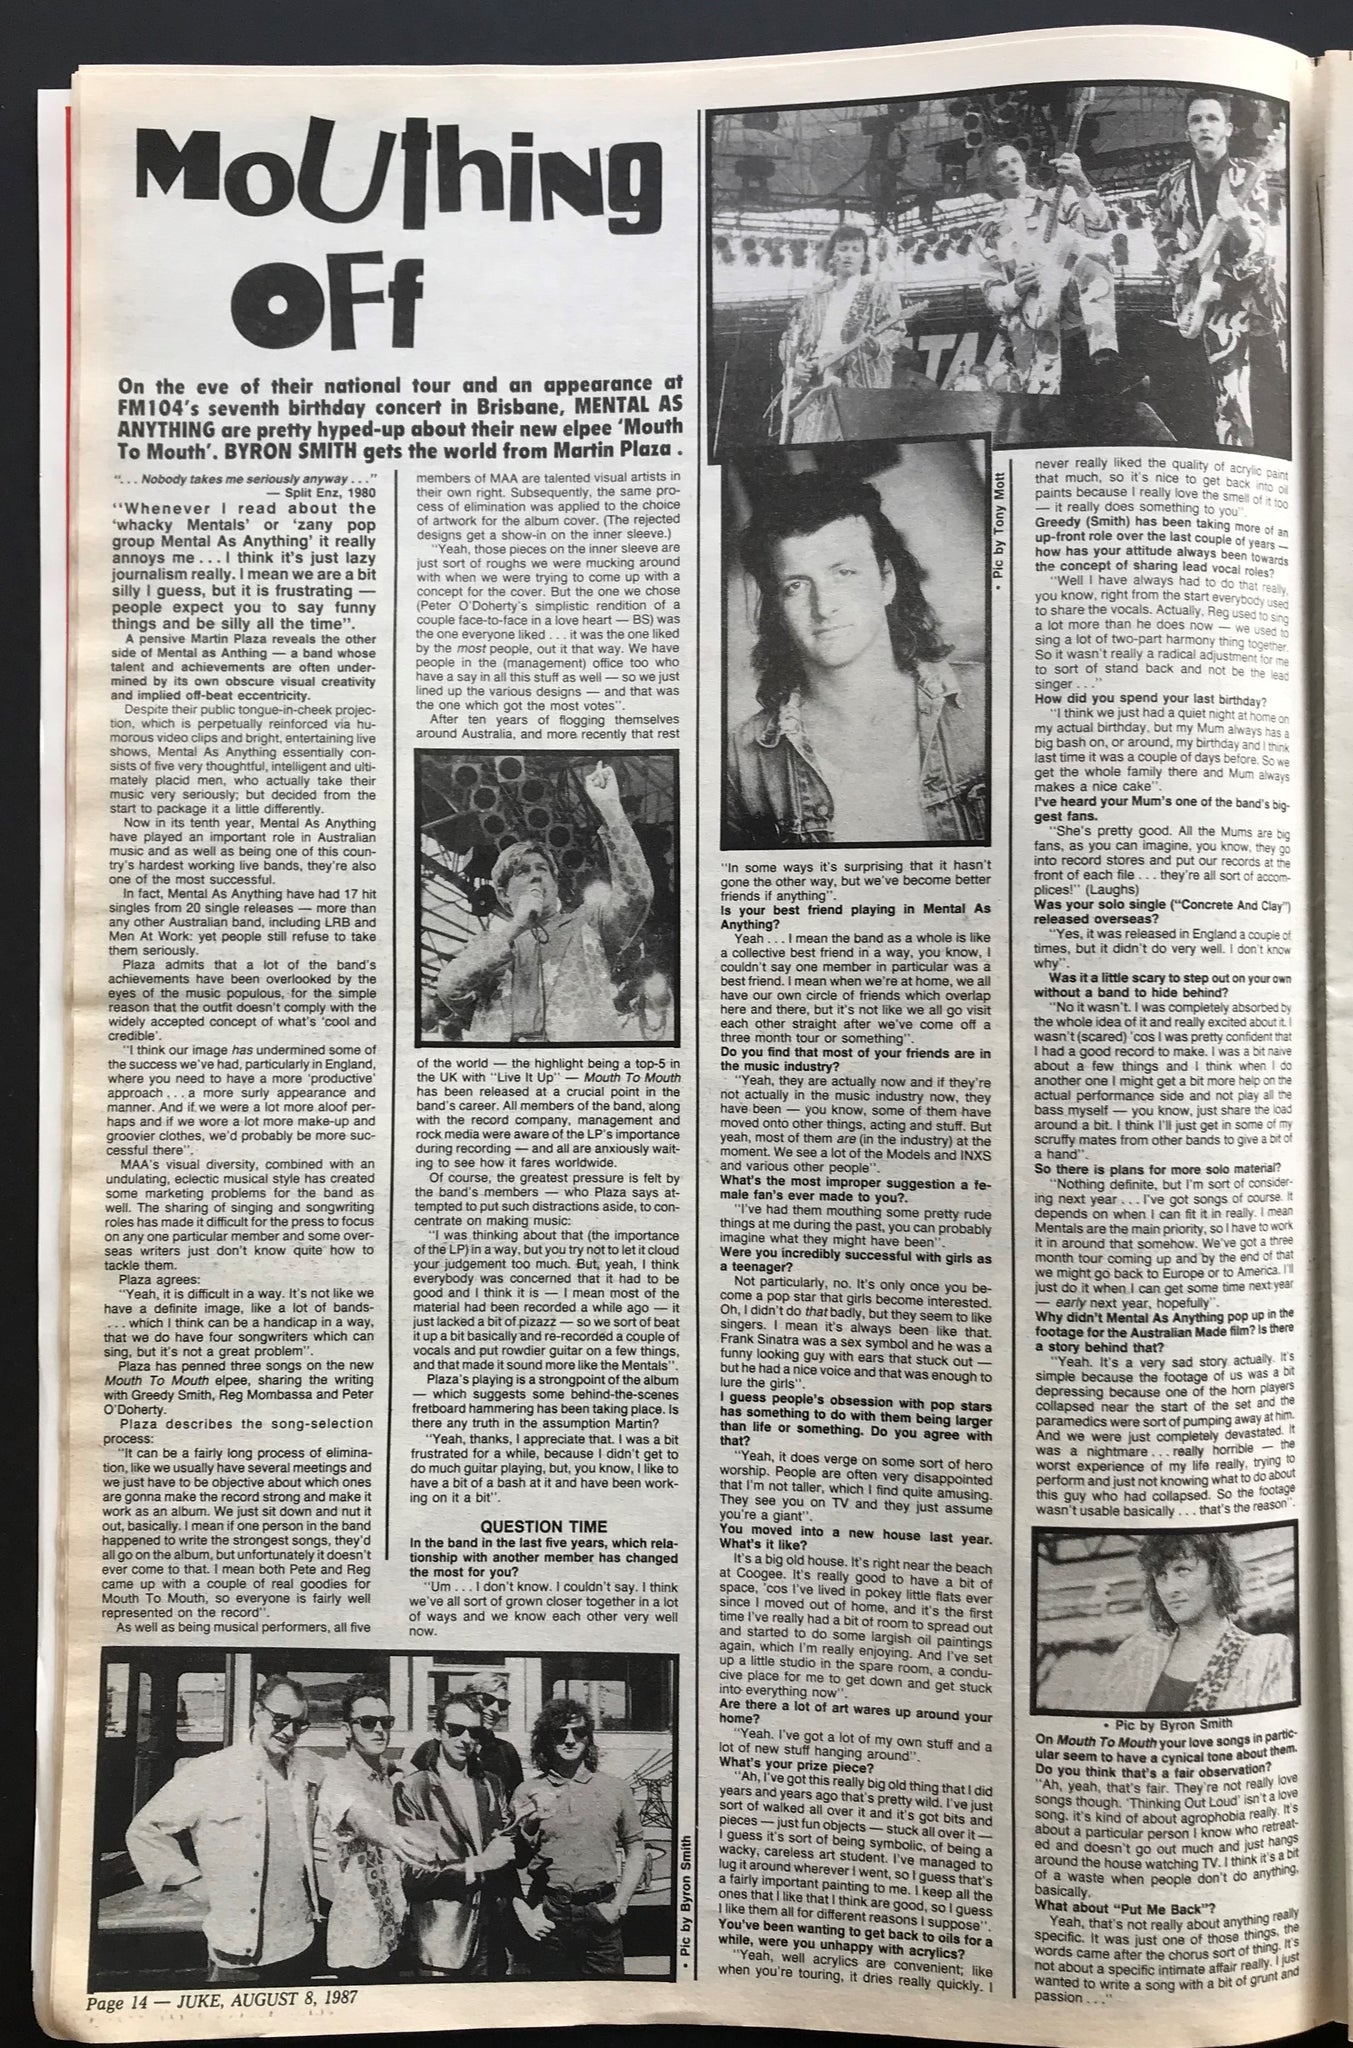 MoUthiNg
OFf
On the eve of their national tour and an appearance at
FM104's seventh birthday concert in Brisbane, MENTAL AS
ANYTHING are pretty hyped-up about their new elpee 'Mouth
To Mouth'. BYRON SMITH gets the world from Martin Plaza .
". . . Nobody takes me seriously anyway . . ."
— Split Enz, 1980
"Whenever I read about the
'whacky Mentals' or 'zany pop
group Mental As Anything' it really
annoys me . . . I think it's just lazy
journalism really. I mean we are a bit
silly I guess, but it is frustrating —
people expect you to say funny
things and be silly all the time".
A pensive Martin Plaza reveals the other
side of Mental as Anthing — a band whose
talent and achievements are often under-
mined by its own obscure visual creativity
and implied off-beat eccentricity.
Despite their public tongue-in-cheek projec-
tion, which is perpetually reinforced via hu-
morous video clips and bright, entertaining live
shows, Mental As Anything essentially con-
sists of five very thoughtful, intelligent and ulti-
mately placid men, who actually take their
music very seriously; but decided from the
start to package it a little differently.
Now in its tenth year, Mental As Anything
have played an important role in Australian
music and as well as being one of this coun-
try's hardest working live bands, they're also
one of the most successful.
In fact, Mental As Anything have had 17 hit
singles from 20 single releases — more than
any other Australian band, including LRB and
Men At Work: yet people still refuse to take
them seriously.
Plaza admits that a lot of the band's
achievements have been overlooked by the
eyes of the music populous, for the simple
reason that the outfit doesn't comply with the
widely accepted concept of what's 'cool and
credible'.
"I think our image has undermined some of
the success we've had, particularly in England,
where you need to have a more 'productive'
approach . . . a more surly appearance and
manner. And if we were a lot more aloof per-
haps and if we wore a lot more make-up and
groovier clothes, we'd probably be more suc-
cessful there".
MAA's visual diversity, combined with an
undulating, eclectic musical style has created
some marketing problems for the band as
well. The sharing of singing and songwriting
roles has made it difficult for the press to focus
on any one particular member and some over-
seas writers just don't know quite how to
tackle them.
Plaza agrees:
"Yeah, it is difficult in a way. It's not like we
have a definite image, like a lot of bands-
. . . which I think can be a handicap in a way,
that we do have four songwriters which can
sing, but it's not a great problem".
Plaza has penned three songs on the new
Mouth To Mouth elpee, sharing the writing
with Greedy Smith, Reg Mombassa and Peter
O'Doherty.
Plaza describes the song-selection
process:
"It can be a fairly long process of elimina-
tion, like we usually have several meetings and
we just have to be objective about which ones
are gonna make the record strong and make it
work as an album. We just sit down and nut it
out, basically. I mean if one person in the band
happened to write the strongest songs, they'd
all go on the album, but unfortunately it doesn't
ever come to that. I mean both Pete and Reg
came up with a couple of real goodies for
Mouth To Mouth, so everyone is fairly well
represented on the record".
As well as being musical performers, all five
members of MAA are talented visual artists in
their own right. Subsequently, the same pro-
cess of elimination was applied to the choice
of artwork for the album cover. (The rejected
designs get a show-in on the inner sleeve.)
"Yeah, those pieces on the inner sleeve are
just sort of roughs we were mucking around
with when we were trying to come up with a
concept for the cover. But the one we chose
(Peter O'Doherty's simplistic rendition of a
couple face-to-face in a love heart — BS) was
the one everyone liked . . . it was the one liked
by the most people, out it that way. We have
people in the (management) office too who
have a say in all this stuff as well — so we just
lined up the various designs — and that was
the one which got the most votes".
After ten years of flogging themselves
around Australia, and more recently that rest
of the world — the highlight being a top-5 in
the UK with "Live It Up" — Mouth To Mouth
has been released at a crucial point in the
band's career. All members of the band, along
with the record company, management and
rock media were aware of the LP's importance
during recording — and all are anxiously wait-
ing to see how it fares worldwide.
Of course, the greatest pressure is felt by
the band's members — who Plaza says at-
tempted to put such distractions aside, to con-
centrate on making music:
"I was thinking about that (the importance
of the LP) in a way, but you try not to let it cloud
your judgement too much. But, yeah, I think
everybody was concerned that it had to be
good and I think it is — I mean most of the
material had been recorded a while ago — it
just lacked a bit of pizazz — so we sort of beat
it up a bit basically and re-recorded a couple of
vocals and put rowdier guitar on a few things,
and that made it sound more like the Mentals".
Plaza's playing is a strongpoint of the album
— which suggests some behind-the-scenes
fretboard hammering has been taking place. Is
there any truth in the assumption Martin?
"Yeah, thanks, I appreciate that. I was a bit
frustrated for a while, because I didn't get to
do much guitar playing, but, you know, I like to
have a bit of a bash at it and have been work-
ing on it a bit".
QUESTION TIME
In the band in the last five years, which rela-
tionship with another member has changed
the most for you?
"Um . . . I don't know. I couldn't say. I think
we've all sort of grown closer together in a lot
of ways and we know each other very well
now.
• Pic by Byron Smith
TAL
• Pic by Tony Mott
"In some ways it's surprising that it hasn't
gone the other way, but we've become better
friends if anything".
Is your best friend playing in Mental As
Anything?
Yeah . . . I mean the band as a whole is like
a collective best friend in a way, you know, I
couldn't say one member in particular was a
best friend. I mean when we're at home, we all
have our own circle of friends which overlap
here and there, but it's not like we all go visit
each other straight after we've come off a
three month tour or something".
Do you find that most of your friends are in
the music industry?
"Yeah, they are actually now and if they're
not actually in the music industry now, they
have been — you know, some of them have
moved onto other things, acting and stuff. But
yeah, most of them are (in the industry) at the
moment. We see a lot of the Models and INXS
and various other people".
What's the most improper suggestion a fe-
male fan's ever made to you?.
"I've had them mouthing some pretty rude
things at me during the past, you can probably
imagine what they might have been".
Were you incredibly successful with girls as
a teenager?
Not particularly, no. It's only once you be-
come a pop star that girls become interested.
Oh, I didn't do that badly, but they seem to like
singers. I mean it's always been like that.
Frank Sinatra was a sex symbol and he was a
funny looking guy with ears that stuck out —
but he had a nice voice and that was enough to
lure the girls".
I guess people's obsession with pop stars
has something to do with them being larger
than life or something. Do you agree with
that?
"Yeah, it does verge on some sort of hero
worship. People are often very disappointed
that I'm not taller, which I find quite amusing.
They see you on TV and they just assume
you're a giant".
You moved into a new house last year.
What's it like?
It's a big old house. It's right near the beach
at Coogee. It's really good to have a bit of
space, 'cos I've lived in pokey little flats ever
since I moved out of home, and it's the first
time I've really had a bit of room to spread out
and started to do some largish oil paintings
again, which I'm really enjoying. And I've set
up a little studio in the spare room, a condu-
cive place for me to get down and get stuck
into everything now".
Are there a lot of art wares up around your
home?
"Yeah. I've got a lot of my own stuff and a
lot of new stuff hanging around".
What's your prize piece?
"Ah, I've got this really big old thing that I did
years and years ago that's pretty wild. I've just
sort of walked all over it and it's got bits and
pieces — just fun objects — stuck all over it —
I guess it's sort of being symbolic, of being a
wacky, careless art student. I've managed to
lug it around wherever I went, so I guess that's
a fairly important painting to me. I keep all the
ones that I like that I think are good, so I guess
I like them all for different reasons I suppose".
You've been wanting to get back to oils for a
while, were you unhappy with acrylics?
"Yeah, well acrylics are convenient; like
when you're touring, it dries really quickly. I
never really liked the quality of acrylic paint
that much, so it's nice to get back into oil
paints because I really love the smell of it too
— it really does something to you".
Greedy (Smith) has been taking more of an
up-front role over the last couple of years —
how has your attitude always been towards
the concept of sharing lead vocal roles?
"Well I have always had to do that really,
you know, right from the start everybody used
to share the vocals. Actually, Reg used to sing
a lot more than he does now — we used to
sing a lot of two-part harmony thing together.
So it wasn't really a radical adjustment for me
to sort of stand back and not be the lead
singer . . ."
How did you spend your last birthday?
"I think we just had a quiet night at home on
my actual birthday, but my Mum always has a
big bash on, or around, my birthday and I think
last time it was a couple of days before. So we
get the whole family there and Mum always
makes a nice cake".
I've heard your Mum's one of the band's big-
gest fans.
"She's pretty good. All the Mums are big
fans, as you can imagine, you know, they go
into record stores and put our records at the
front of each file . . . they're all sort of accom-
plices!" (Laughs)
Was your solo single ("Concrete And Clay")
released overseas?
"Yes, it was released in England a couple of
times, but it didn't do very well. I don't know
why".
Was it a little scary to step out on your own
without a band to hide behind?
"No it wasn't. I was completely absorbed by
the whole idea of it and really excited about it. I
wasn't (scared) 'cos I was pretty confident that
I had a good record to make. I was a bit naive
about a few things and I think when I do
another one I might get a bit more help on the
actual performance side and not play all the
bass myself — you know, just share the load
around a bit. I think I'll just get in some of my
scruffy mates from other bands to give a bit of
a hand".
So there is plans for more solo material?
"Nothing definite, but I'm sort of consider-
ing next year . . . I've got songs of course. It
depends on when I can fit it in really. I mean
Mentals are the main priority, so I have to work
it in around that somehow. We've got a three
month tour coming up and by the end of that
we might go back to Europe or to America. I'll
just do it when I can get some time next year
— early next year, hopefully".
Why didn't Mental As Anything pop up in the
footage for the Australian Made film? Is there
a story behind that?
"Yeah. It's a very sad story, actually. It's
simple because the footage of us was a bit
depressing because one of the horn players
collapsed near the start of the set and the
paramedics were sort of pumping away at him.
And we were just completely devastated. It
was a nightmare . . . really horrible — the
worst experience of my life really, trying to
perform and just not knowing what to do about
this guy who had collapsed. So the footage
wasn't usable basically . . . that's the reason".
• Pic by Byron Smith
On Mouth To Mouth your love songs in partic-
ular seem to have a cynical tone about them.
Do you think that's a fair observation?
"Ah, yeah, that's fair. They're not really love
songs though. 'Thinking Out Loud' isn't a love
song, it's kind of about agrophobia really. It's
about a particular person I know who retreat-
ed and doesn't go out much and just hangs
around the house watching TV. I think it's a bit
of a waste when people don't do anything,
basically.
What about "Put Me Back"?
Yeah, that's not really about anything really
specific. It was just one of those things, the
words came after the chorus sort of thing. It's
not about a specific intimate affair really. I just
wanted to write a song with a bit of grunt and
passion . . ."
Page 14 — JUKE, AUGUST 8, 1987